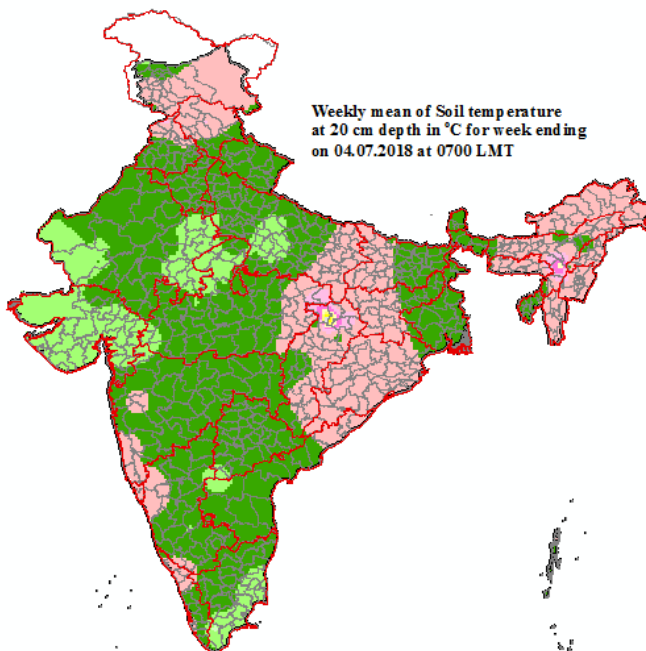 Weekly mean of Soil temperature
at 20 cm depth in °C for week ending
on 04.07.2018 at 0700 LMT